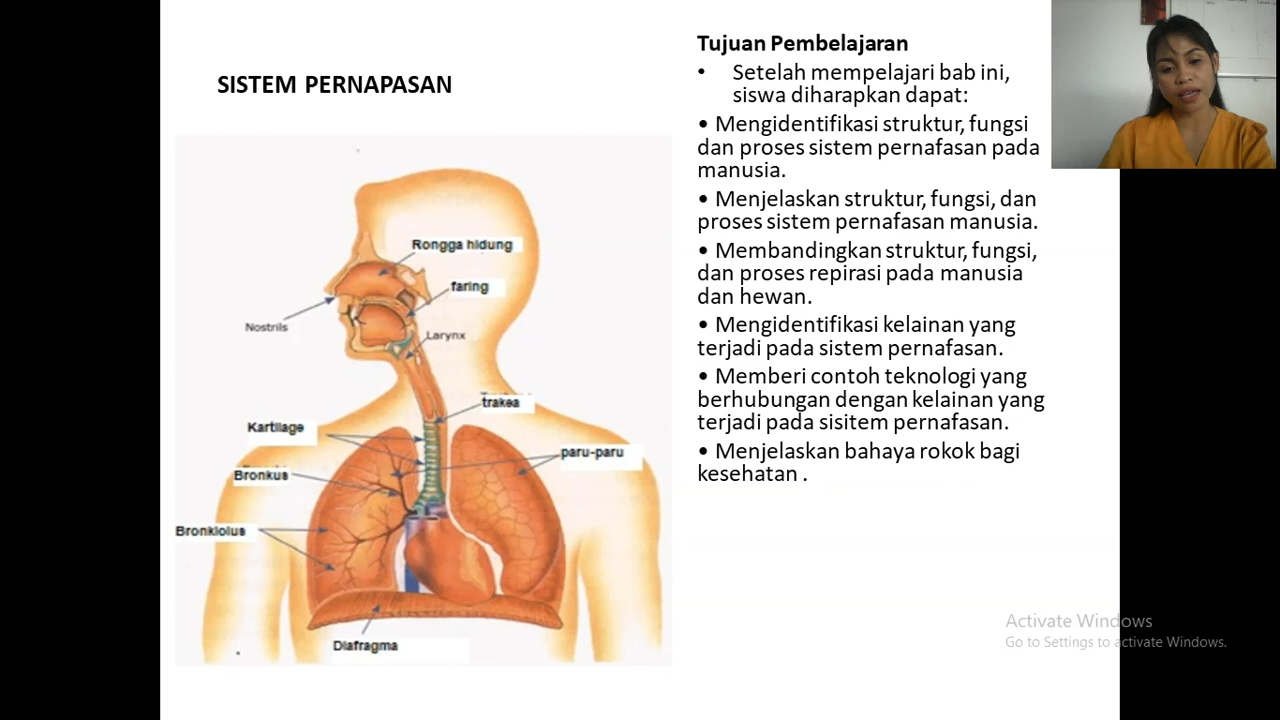 SISTEM PERNAPASAN
Rongga hidung
faring
Nostrils
Larynx
trakea
Kartilage
paru-paru
Bronkus
Bronkiolus
Diafragma
Tujuan Pembelajaran
• Setelah mempelajari bab ini,
siswa diharapkan dapat:
• Mengidentifikasi struktur, fungsi
dan proses sistem pernafasan pada
manusia.
• Menjelaskan struktur, fungsi, dan
proses sistem pernafasan manusia.
• Membandingkan struktur, fungsi,
dan proses repirasi pada manusia
dan hewan.
• Mengidentifikasi kelainan yang
terjadi pada sistem pernafasan.
• Memberi contoh teknologi yang
berhubungan dengan kelainan yang
terjadi pada sisitem pernafasan.
• Menjelaskan bahaya rokok bagi
kesehatan .
Activate Windows
Go to Settings to activate Windows.